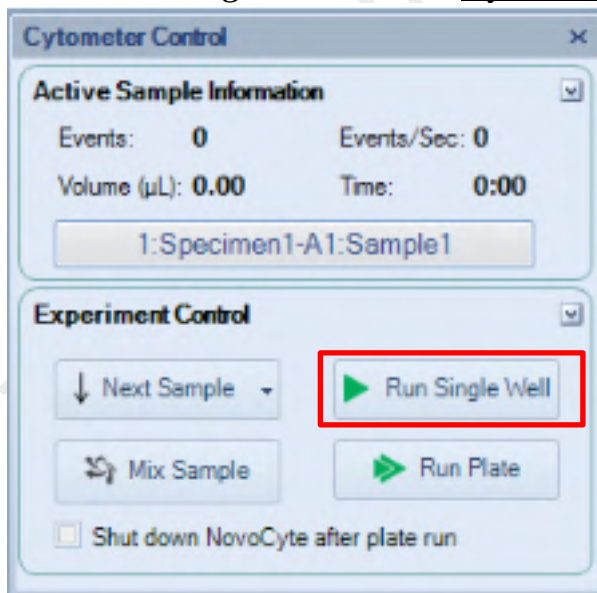 Cytometer Control
Active Sample Information
Events: 0 Events/Sec: 0
Volume (µL): 0.00 Time: 0:00
1:Specimen1-A1:Sample1
Experiment Control
Next Sample Run Single Well
Mix Sample Run Plate
Shut down NovoCyte after plate run